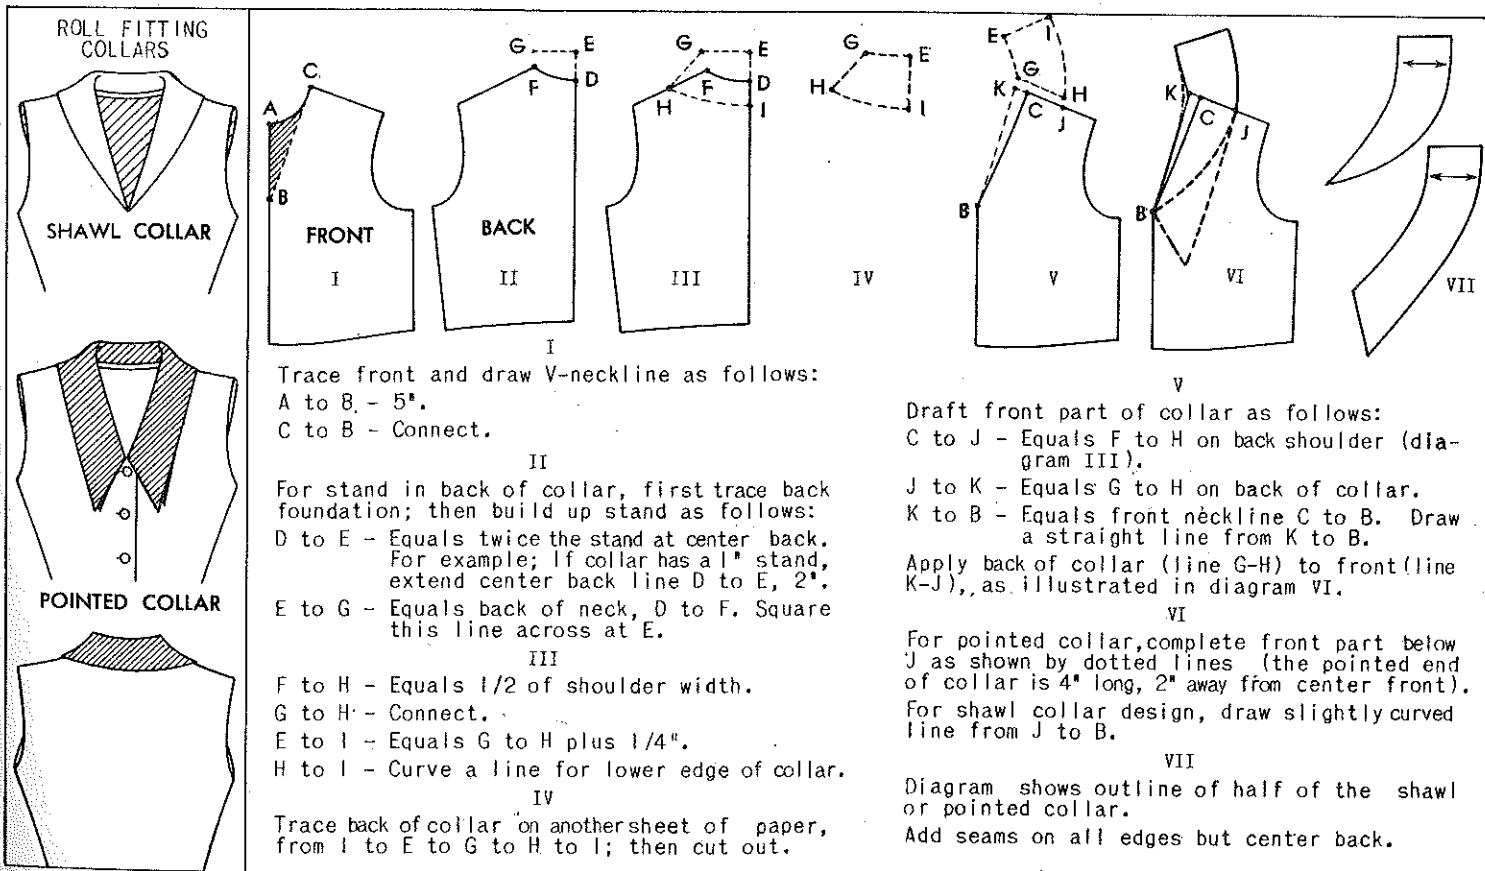 ROLL FITTING
COLLARS
SHAWL COLLAR
POINTED COLLAR
A
B
C
FRONT
I
G
E
D
F
BACK
II
G
E
D
F
H
I
III
G
E
H
I
IV
E
I
G
K
C
H
J
B
V
K
C
J
B
VI
VII
I
Trace front and draw V-neckline as follows:
A to B - 5".
C to B - Connect.
II
For stand in back of collar, first trace back
foundation; then build up stand as follows:
D to E - Equals twice the stand at center back.
For example; If collar has a 1" stand,
extend center back line D to E, 2".
E to G - Equals back of neck, D to F. Square
this line across at E.
III
F to H - Equals 1/2 of shoulder width.
G to H - Connect.
E to I - Equals G to H plus 1/4".
H to I - Curve a line for lower edge of collar.
IV
Trace back of collar on another sheet of paper,
from I to E to G to H to I; then cut out.
V
Draft front part of collar as follows:
C to J - Equals F to H on back shoulder (dia-
gram III).
J to K - Equals G to H on back of collar.
K to B - Equals front neckline C to B. Draw
a straight line from K to B.
Apply back of collar (line G-H) to front (line
K-J), as illustrated in diagram VI.
VI
For pointed collar, complete front part below
J as shown by dotted lines (the pointed end
of collar is 4" long, 2" away from center front).
For shawl collar design, draw slightly curved
line from J to B.
VII
Diagram shows outline of half of the shawl
or pointed collar.
Add seams on all edges but center back.